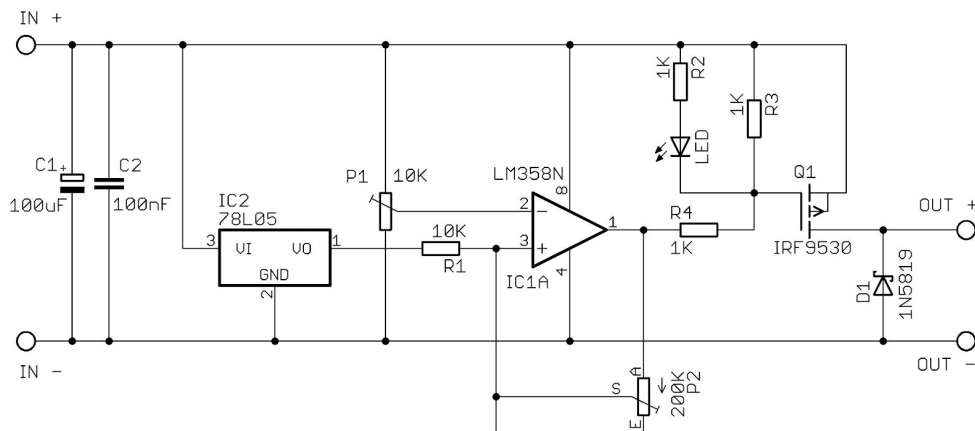 IN +
C1
+
100uF
C2
100nF
IC2
78L05
3
VI
VO
1
GND
2
P1
10K
10K
R1
LM358N
8
2
-
3
+
1
4
IC1A
1K
R2
LED
1K
R3
R4
1K
Q1
IRF9530
OUT +
D1
1N5819
IN -
OUT -
A
S
E
200K
P2